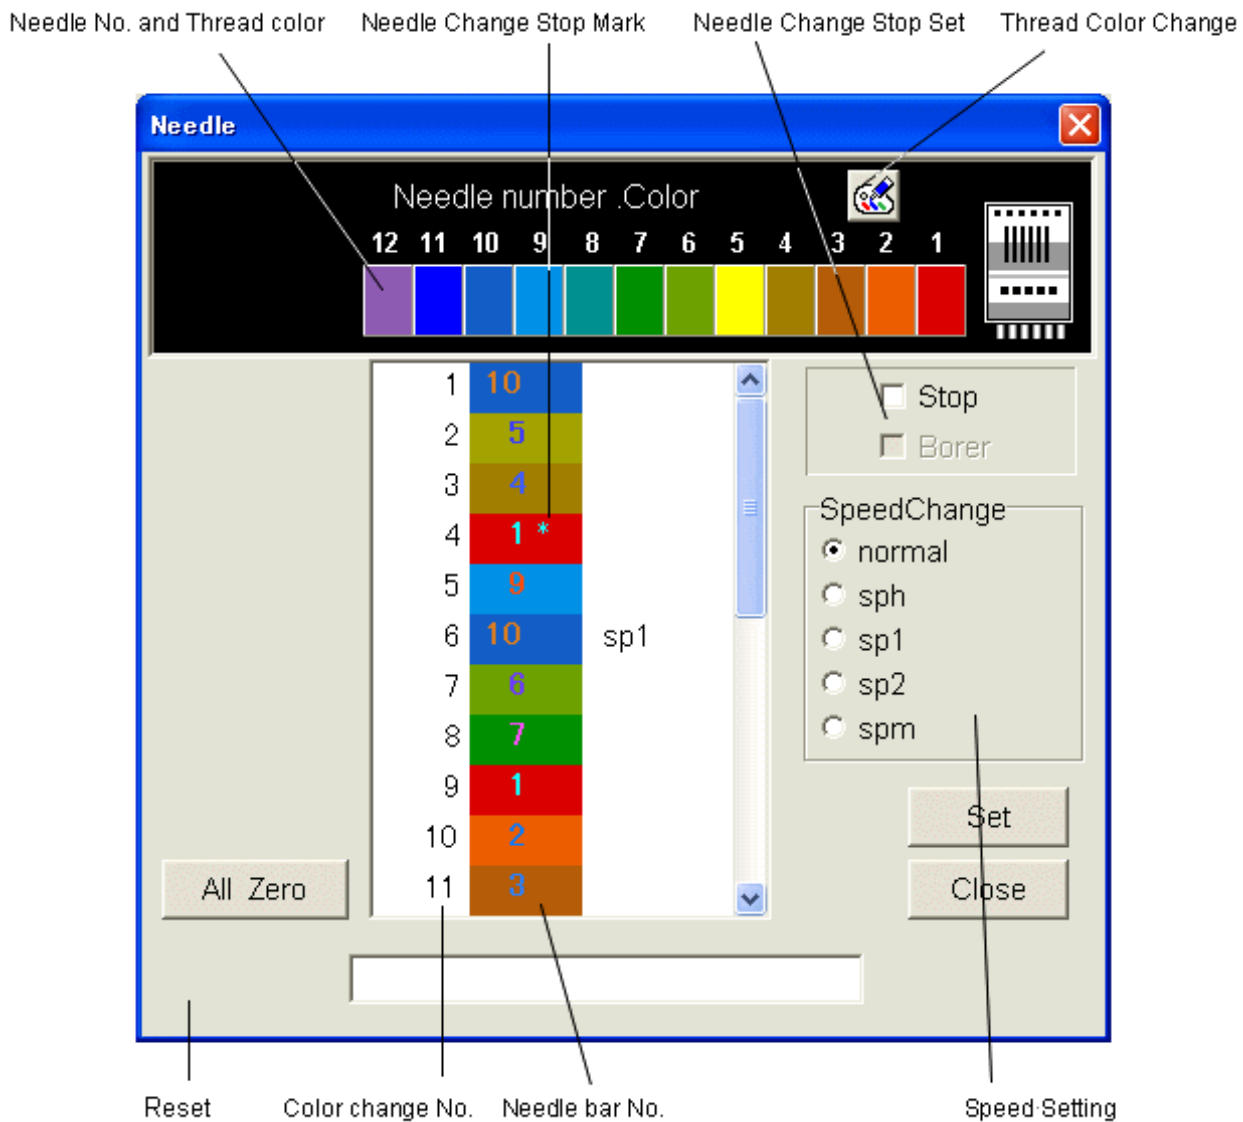 Needle No. and Thread color Needle Change Stop Mark Needle Change Stop Set Thread Color Change
Needle
Needle number .Color
12 11 10 9 8 7 6 5 4 3 2 1
1 10
2 5
3 4
4 1 *
5 9
6 10 sp1
7 6
8 7
9 1
10 2
11 3
Stop
Borer
SpeedChange
normal
sph
sp1
sp2
spm
Set
All Zero
Close
Reset Color change No. Needle bar No. Speed Setting